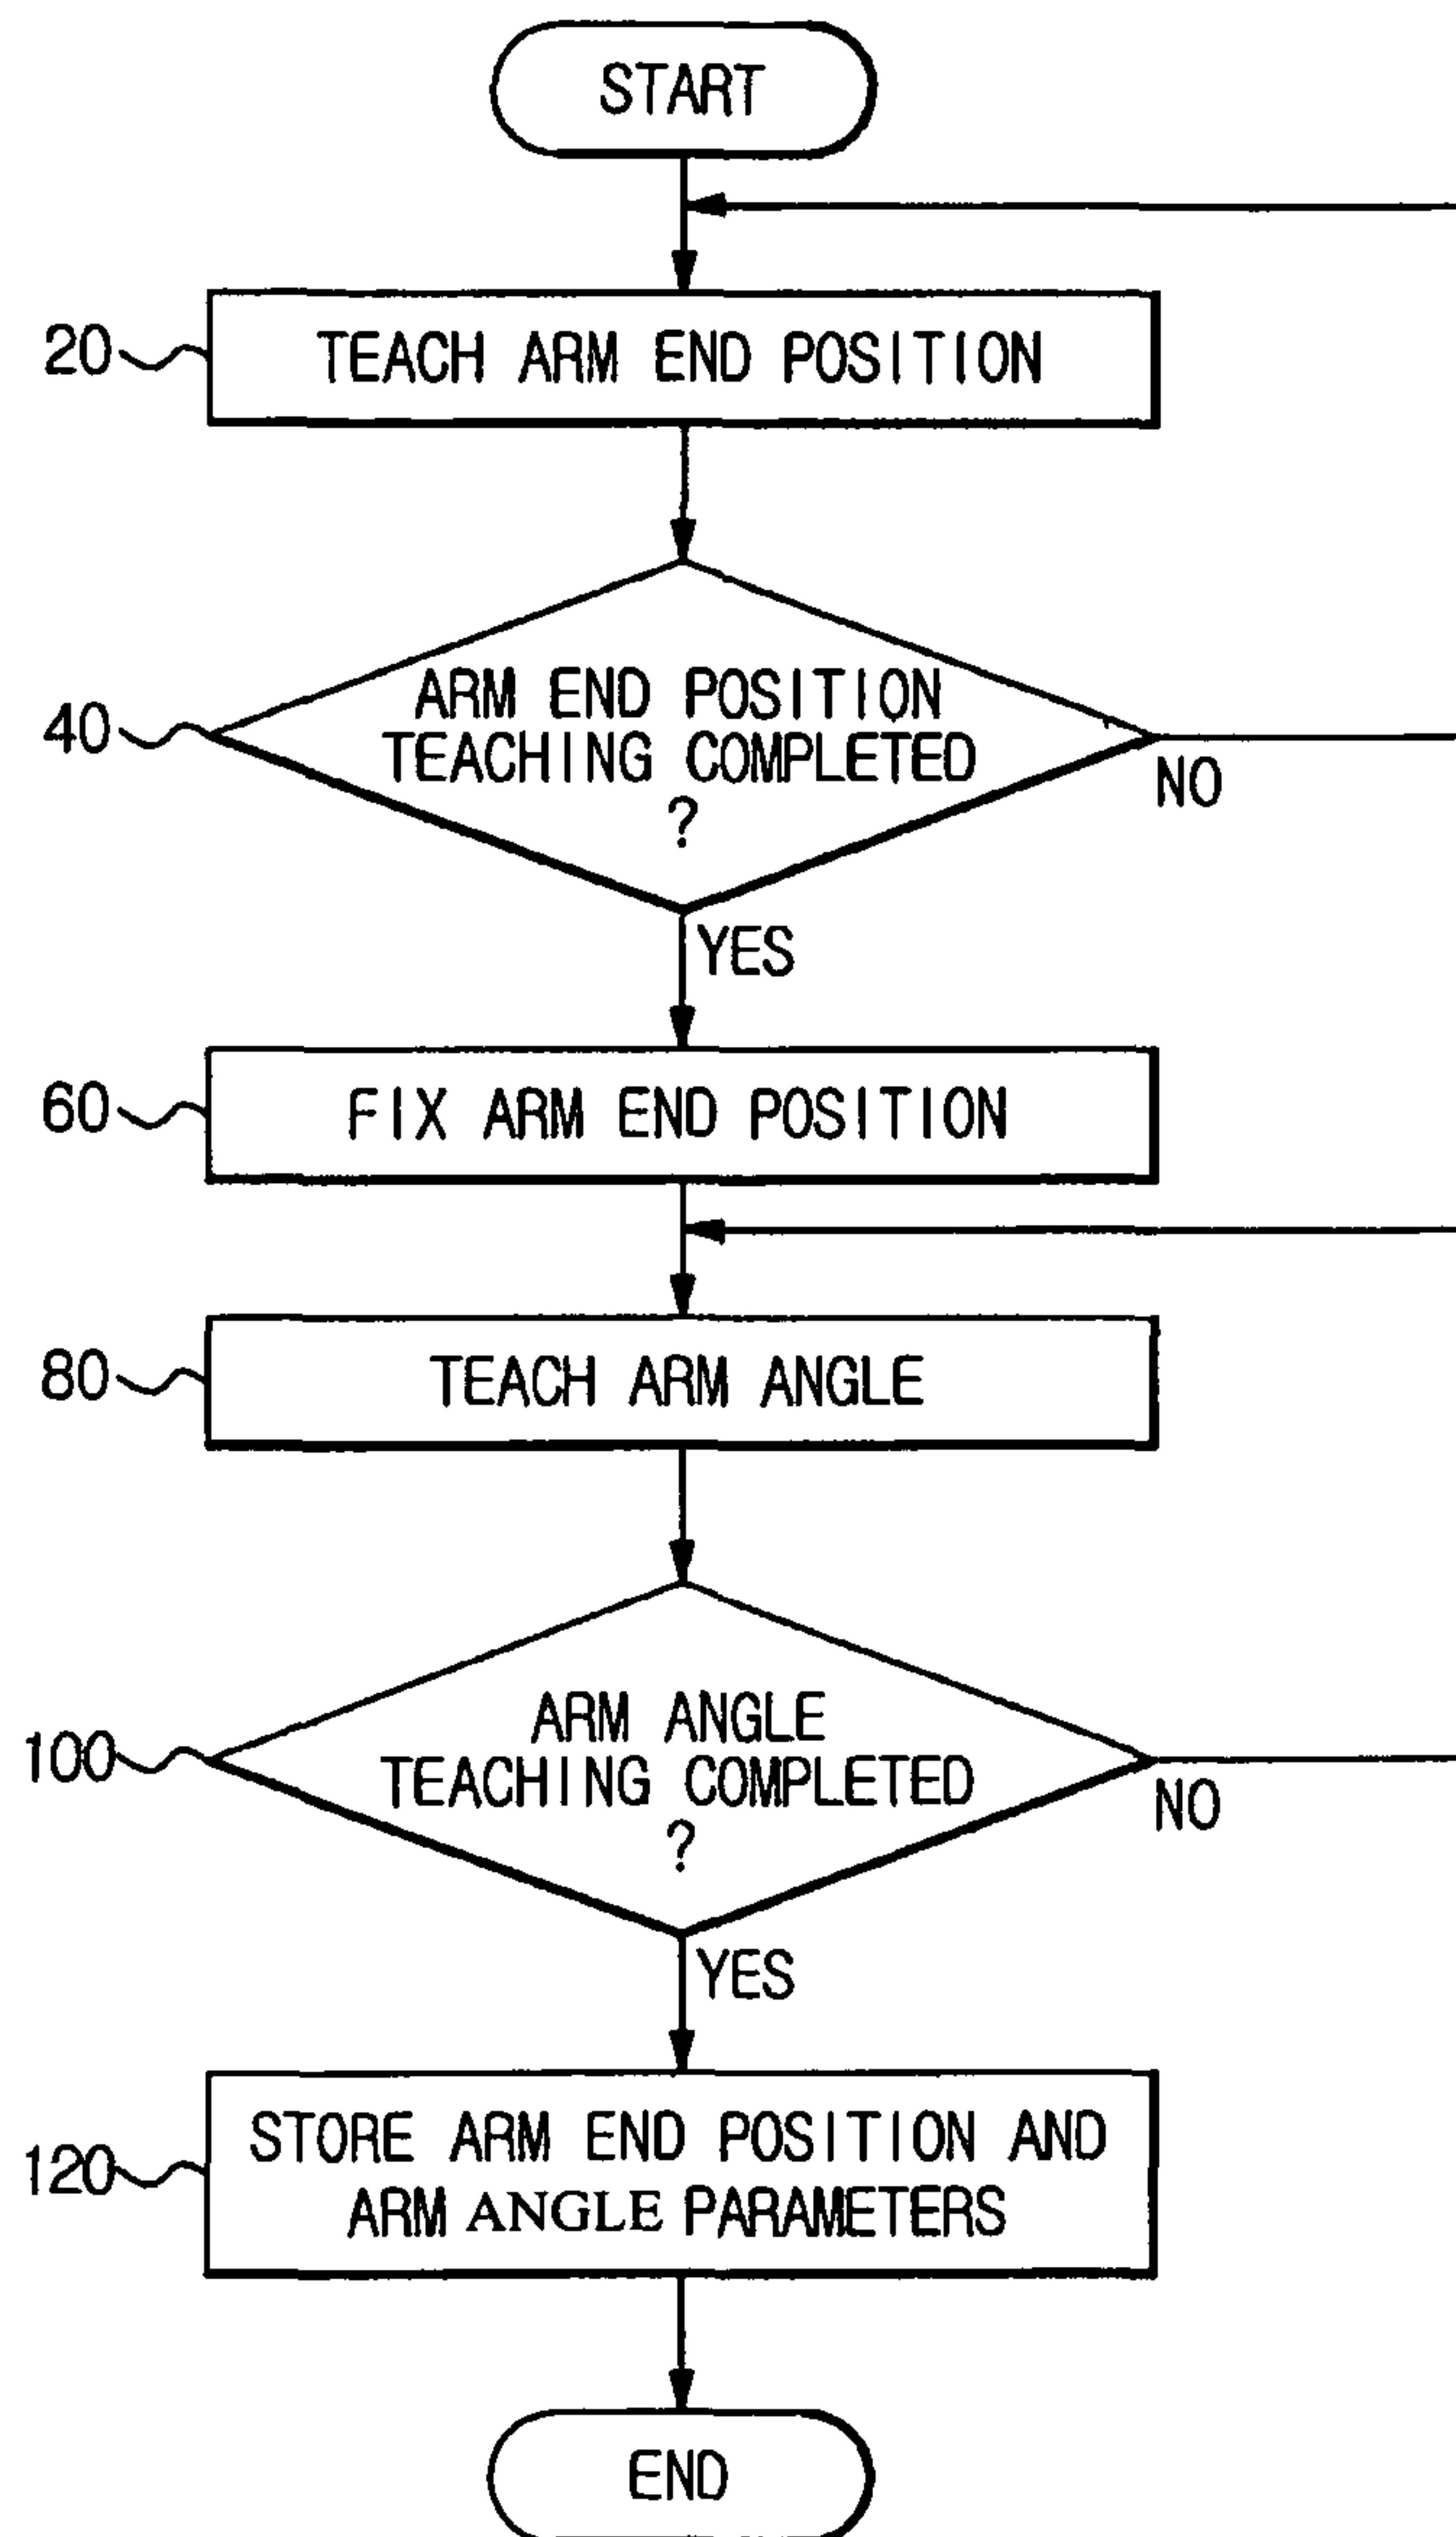 START
20
TEACH ARM END POSITION
40
ARM END POSITION
TEACHING COMPLETED
?
NO
YES
60
FIX ARM END POSITION
80
TEACH ARM ANGLE
100
ARM ANGLE
TEACHING COMPLETED
?
NO
YES
120
STORE ARM END POSITION AND
ARM ANGLE PARAMETERS
END